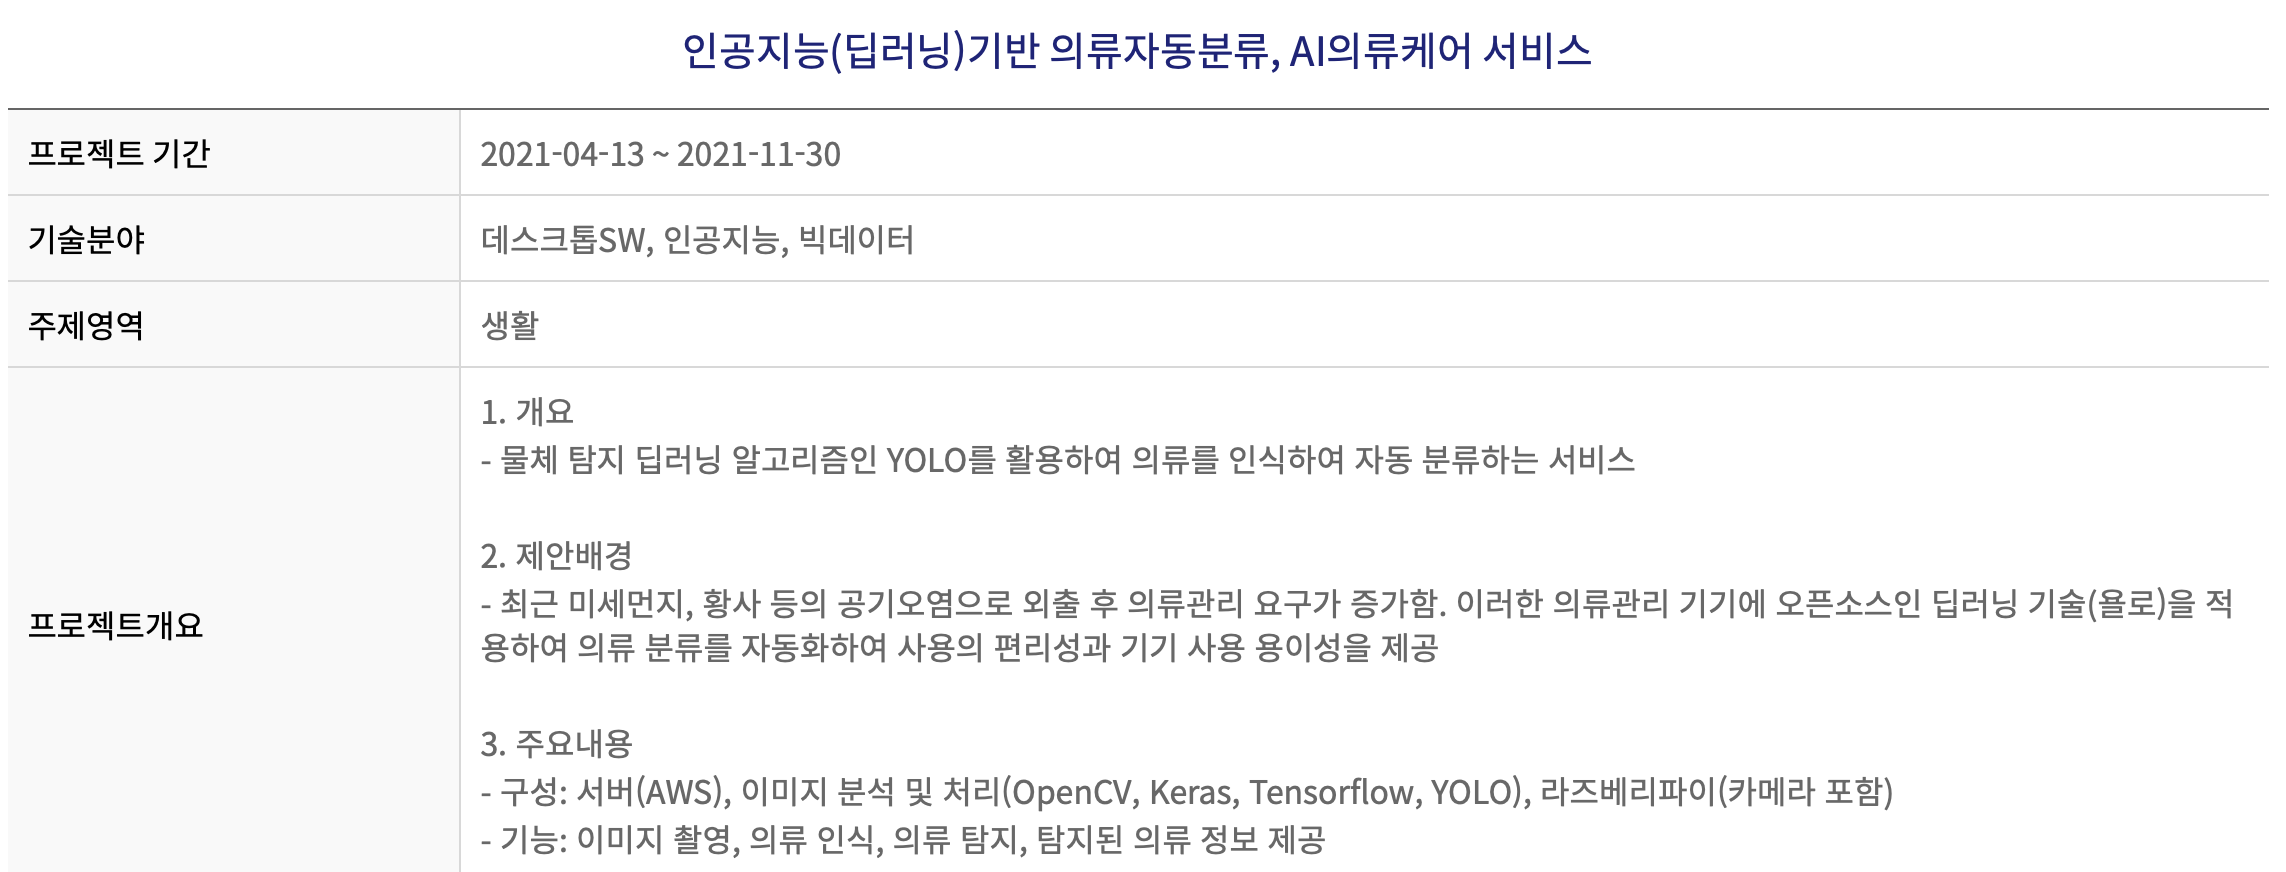 인공지능(딥러닝)기반 의류자동분류, AI의류케어 서비스
프로젝트 기간
2021-04-13 ~ 2021-11-30
기술분야
데스크톱SW, 인공지능, 빅데이터
주제영역
생활
프로젝트개요
1. 개요
- 물체 탐지 딥러닝 알고리즘인 YOLO를 활용하여 의류를 인식하여 자동 분류하는 서비스
2. 제안배경
- 최근 미세먼지, 황사 등의 공기오염으로 외출 후 의류관리 요구가 증가함. 이러한 의류관리 기기에 오픈소스인 딥러닝 기술(욜로)을 적
용하여 의류 분류를 자동화하여 사용의 편리성과 기기 사용 용이성을 제공
3. 주요내용
- 구성: 서버(AWS), 이미지 분석 및 처리(OpenCV, Keras, Tensorflow, YOLO), 라즈베리파이(카메라 포함)
- 기능: 이미지 촬영, 의류 인식, 의류 탐지, 탐지된 의류 정보 제공